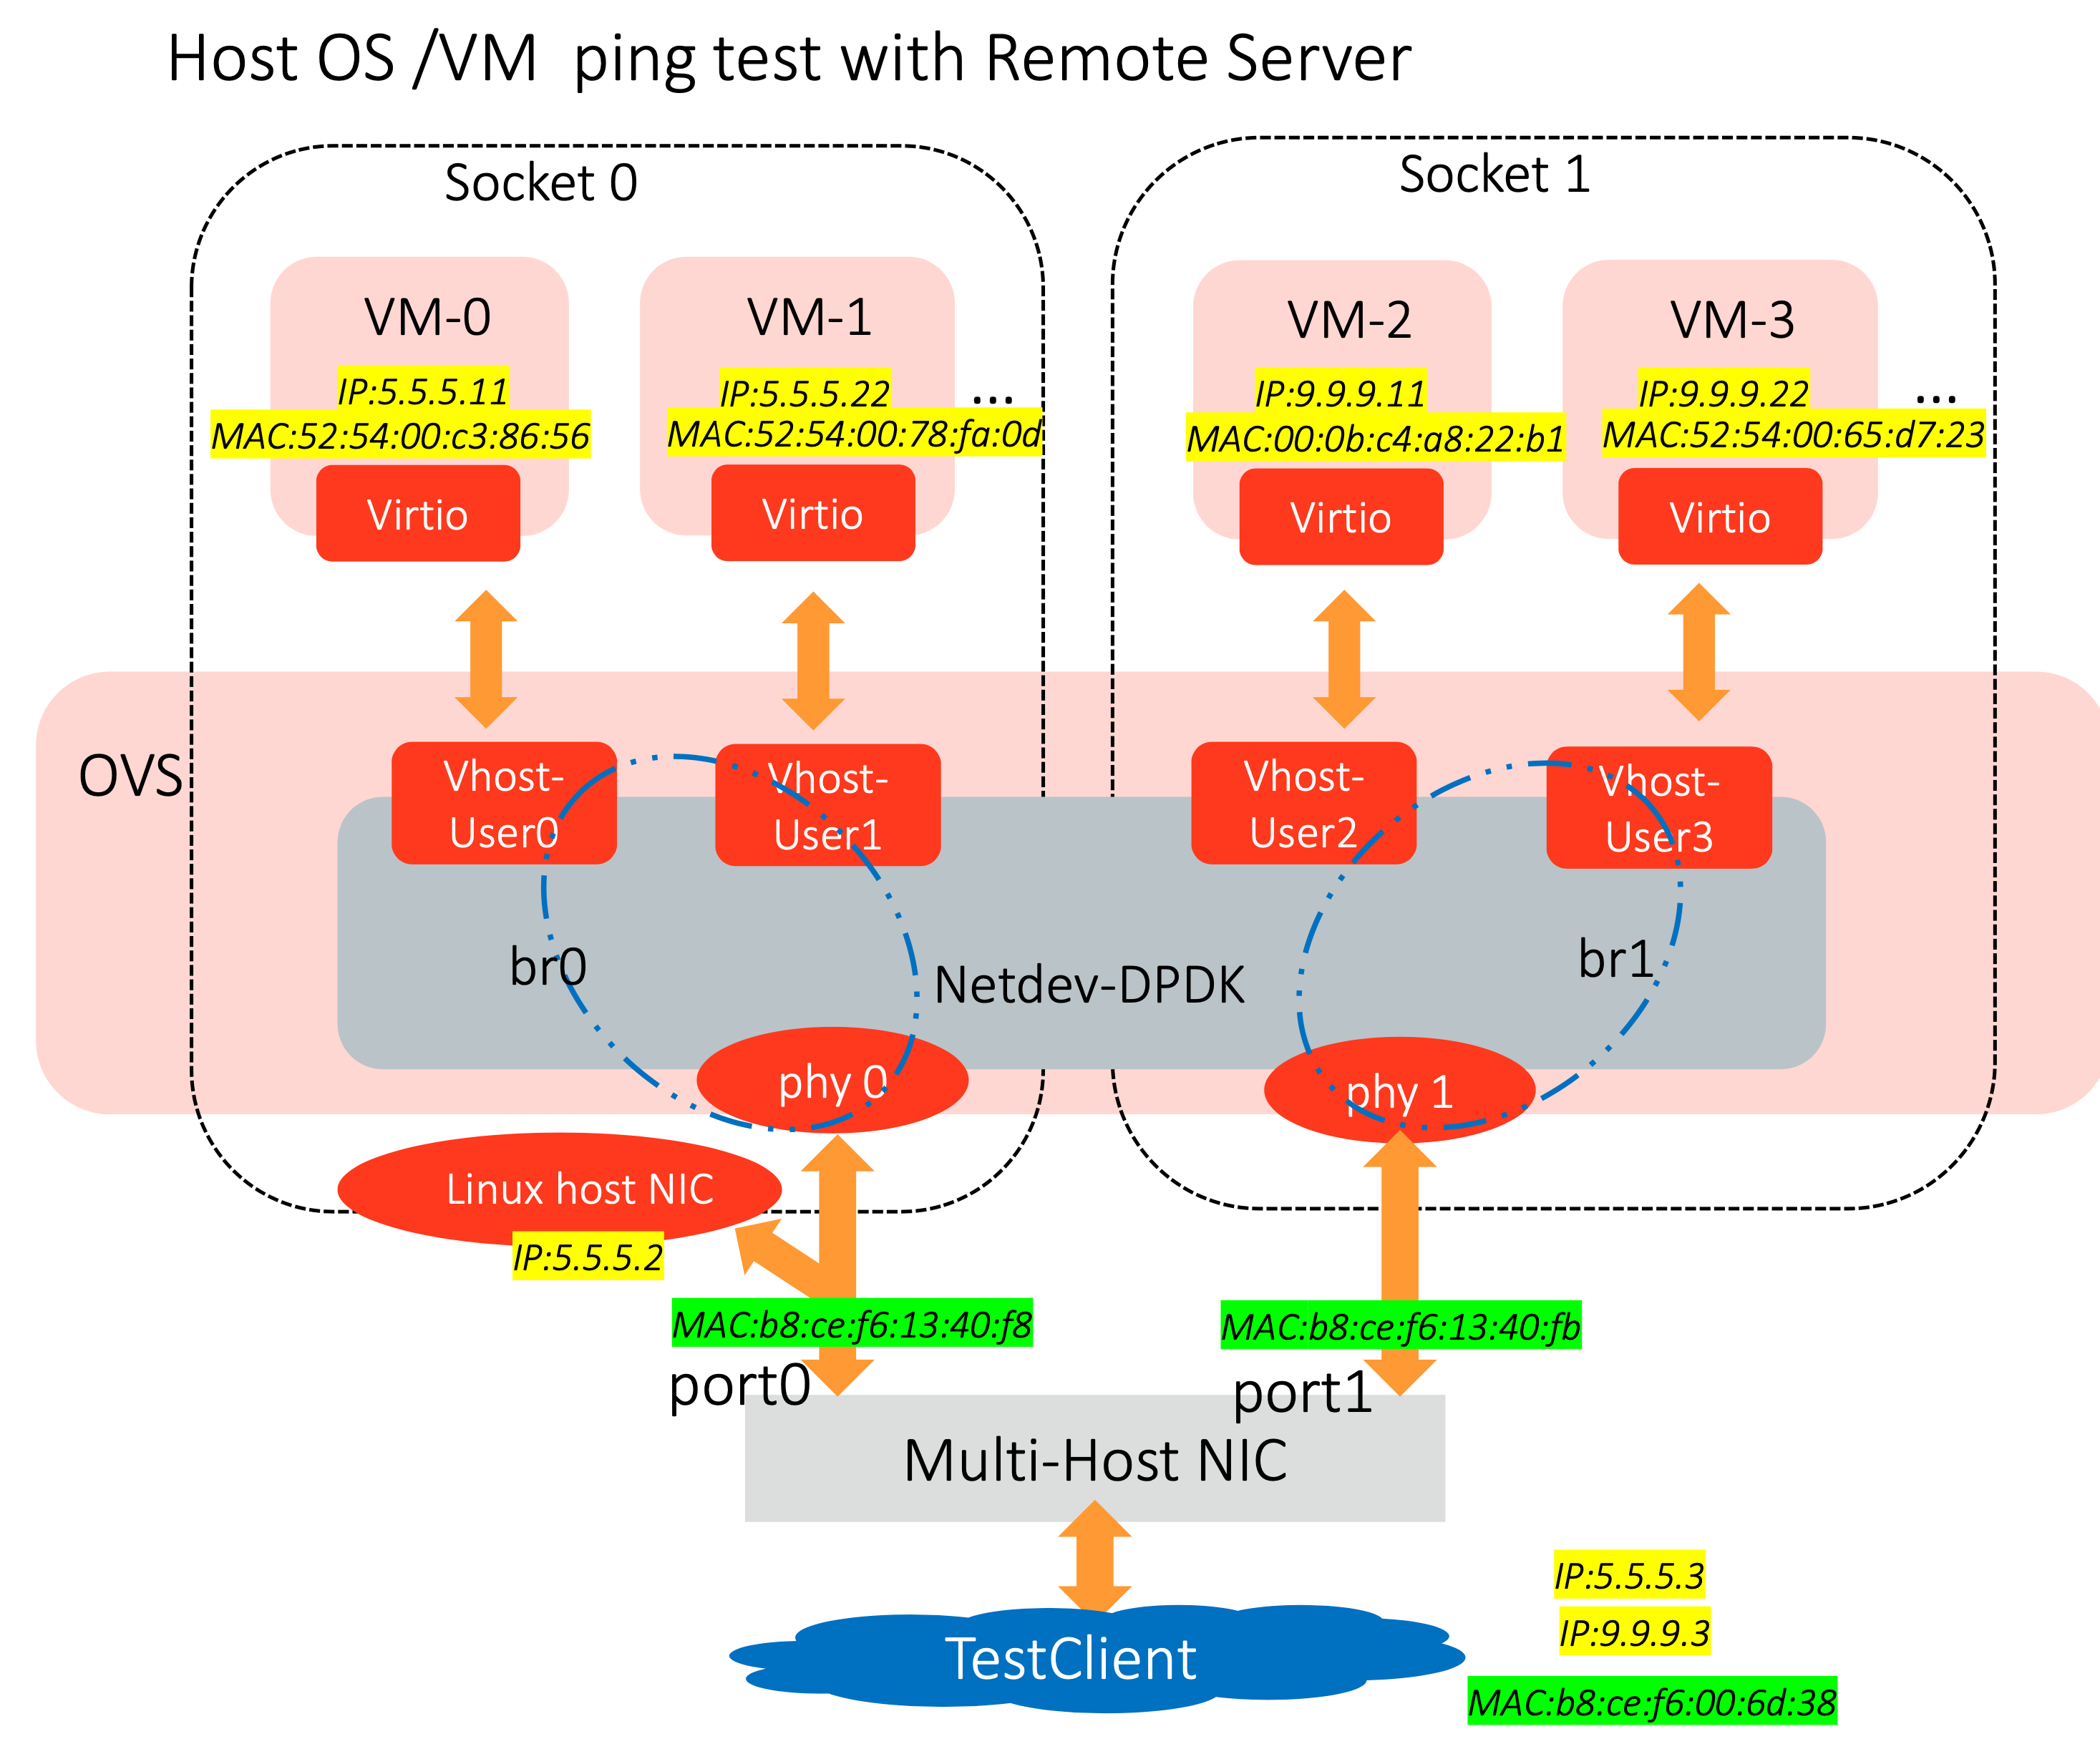 Host OS /VM  ping test with Remote Server
Socket 0
Socket 1
VM-0
VM-1
VM-2
VM-3
IP:5.5.5.11
MAC:52:54:00:c3:86:56
IP:5.5.5.22
MAC:52:54:00:78:fa:0d
...
IP:9.9.9.11
MAC:00:0b:c4:a8:22:b1
IP:9.9.9.22
MAC:52:54:00:65:d7:23
...
Virtio
Virtio
Virtio
Virtio
OVS
Vhost-
User0
Vhost-
User1
Vhost-
User2
Vhost-
User3
br0
Netdev-DPDK
br1
phy 0
phy 1
Linux host NIC
IP:5.5.5.2
MAC:b8:ce:f6:13:40:f8
MAC:b8:ce:f6:13:40:fb
port0
port1
Multi-Host NIC
TestClient
IP:5.5.5.3
IP:9.9.9.3
MAC:b8:ce:f6:00:6d:38